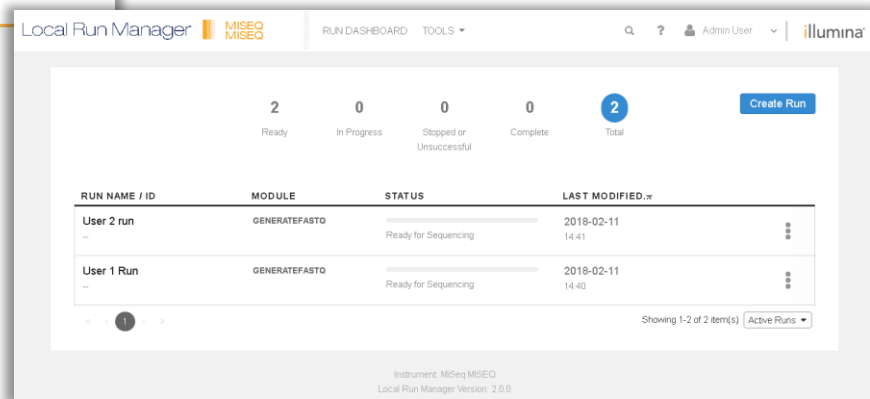 Local Run Manager MISEQ MISEQ RUN DASHBOARD TOOLS ? Admin User illumina
2 0 0 0 2 Create Run
Ready In Progress Stopped or Unsuccessful Complete Total
RUN NAME / ID MODULE STATUS LAST MODIFIED
User 2 run GENERATEFASTQ 2018-02-11
-- Ready for Sequencing 14:41
User 1 Run GENERATEFASTQ 2018-02-11
-- Ready for Sequencing 14:40
« < 1 > » Showing 1-2 of 2 item(s) Active Runs
Instrument: MiSeq MISEQ
Local Run Manager Version: 2.0.0